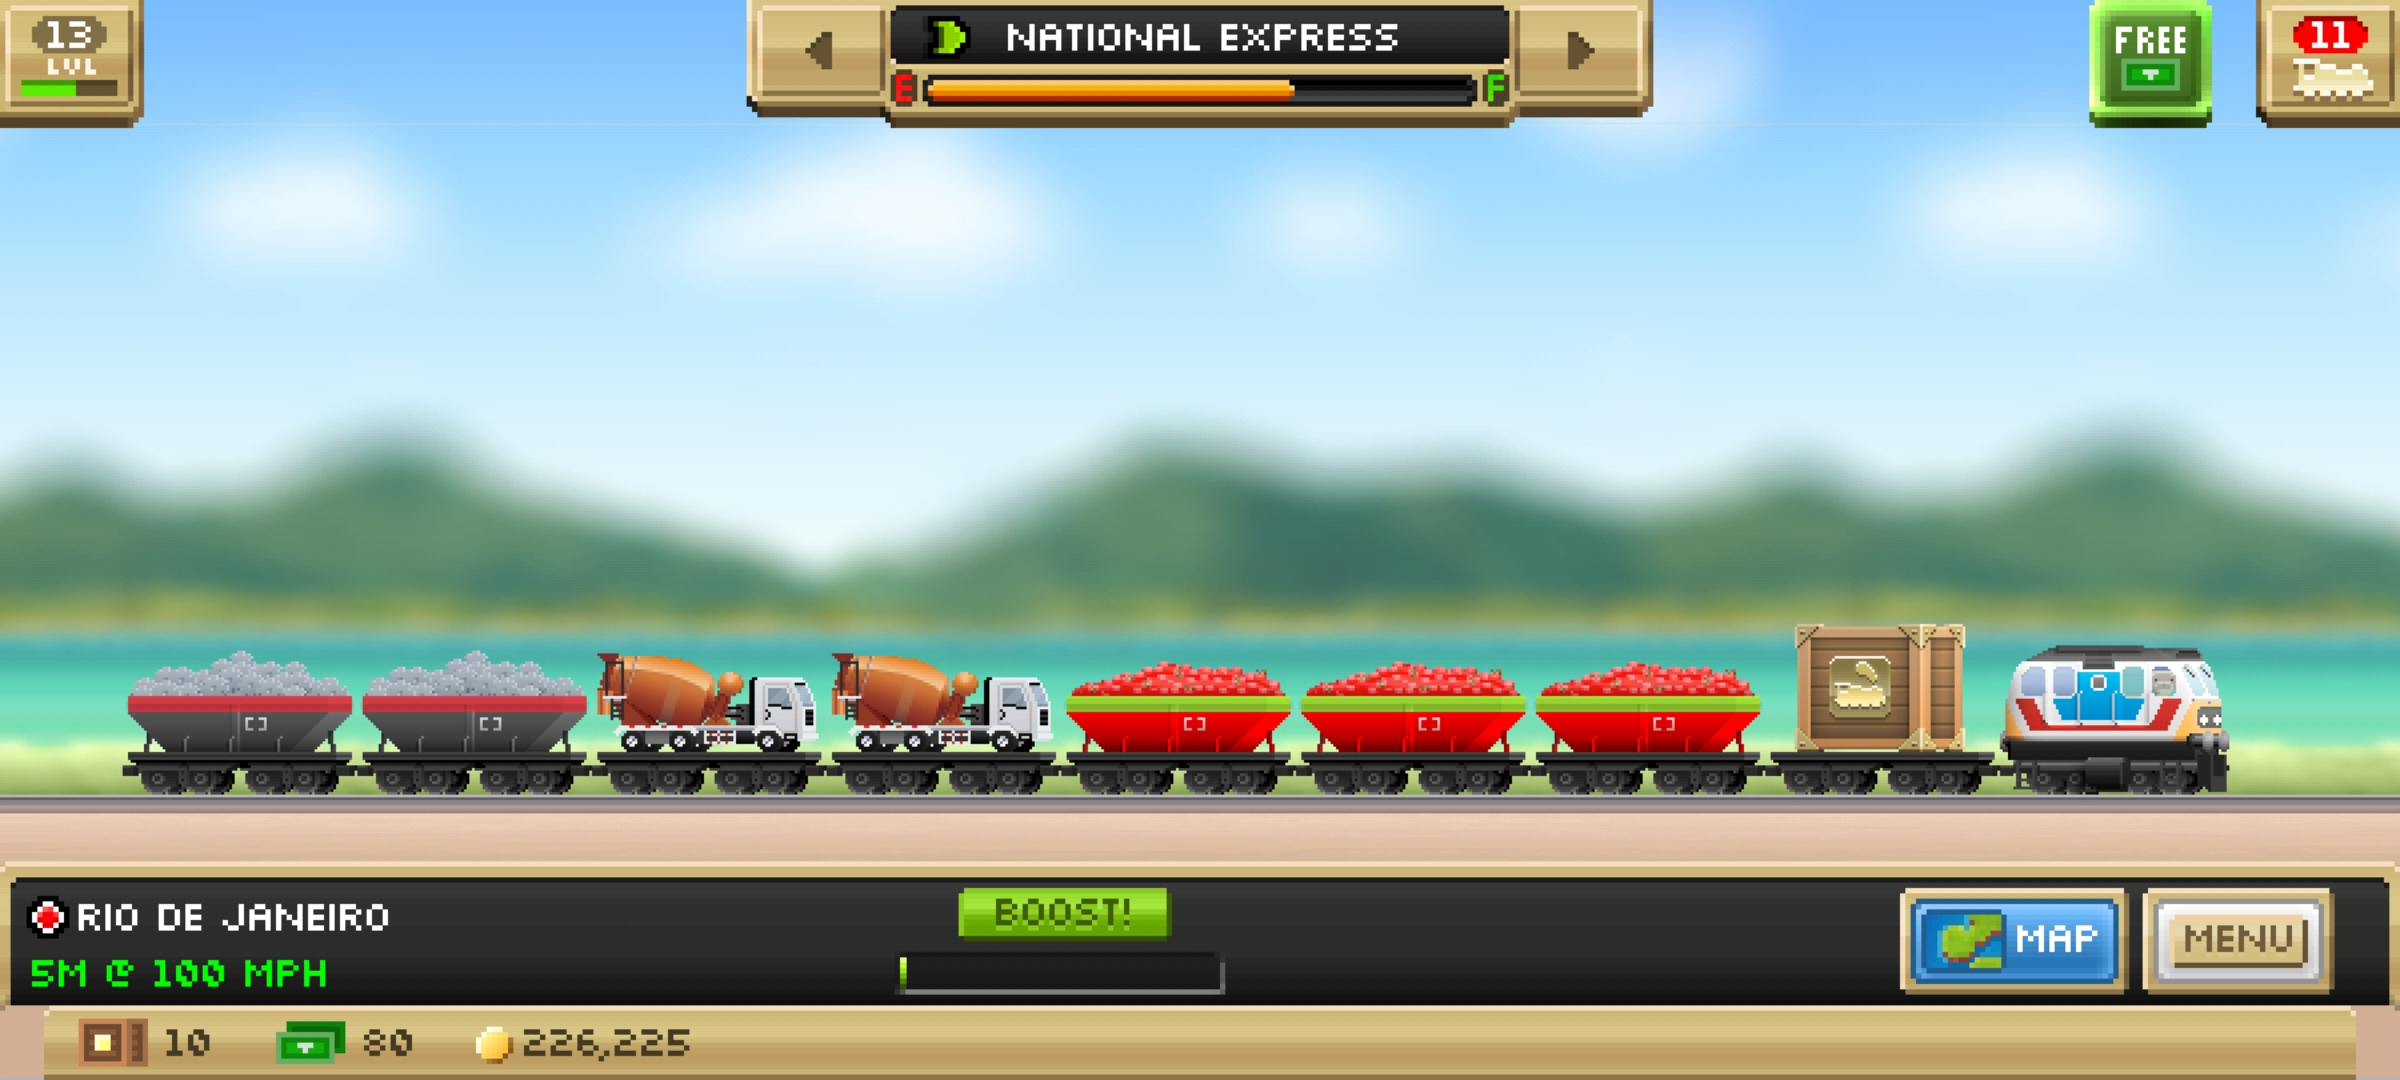 13
LVL
NATIONAL EXPRESS
E F
FREE
11
RIO DE JANEIRO
5M @ 100 MPH
BOOST!
MAP
MENU
10 80 226,225